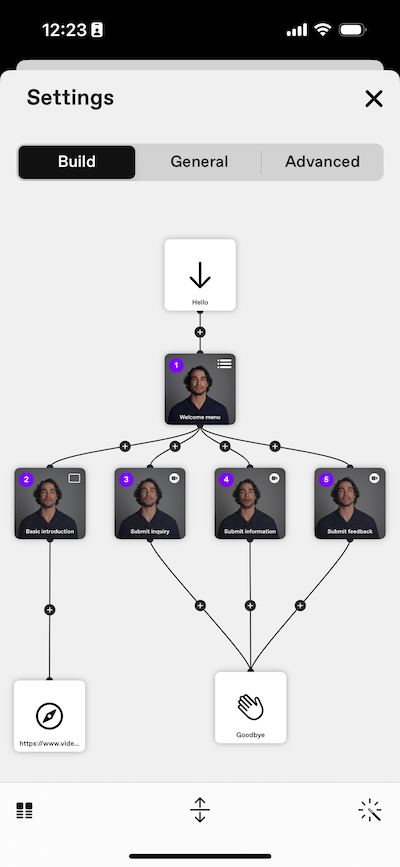 12:23
Settings
Build
General
Advanced
Hello
1
Welcome menu
2
3
4
5
Basic introduction
Submit inquiry
Submit information
Submit feedback
https://www.vide...
Goodbye